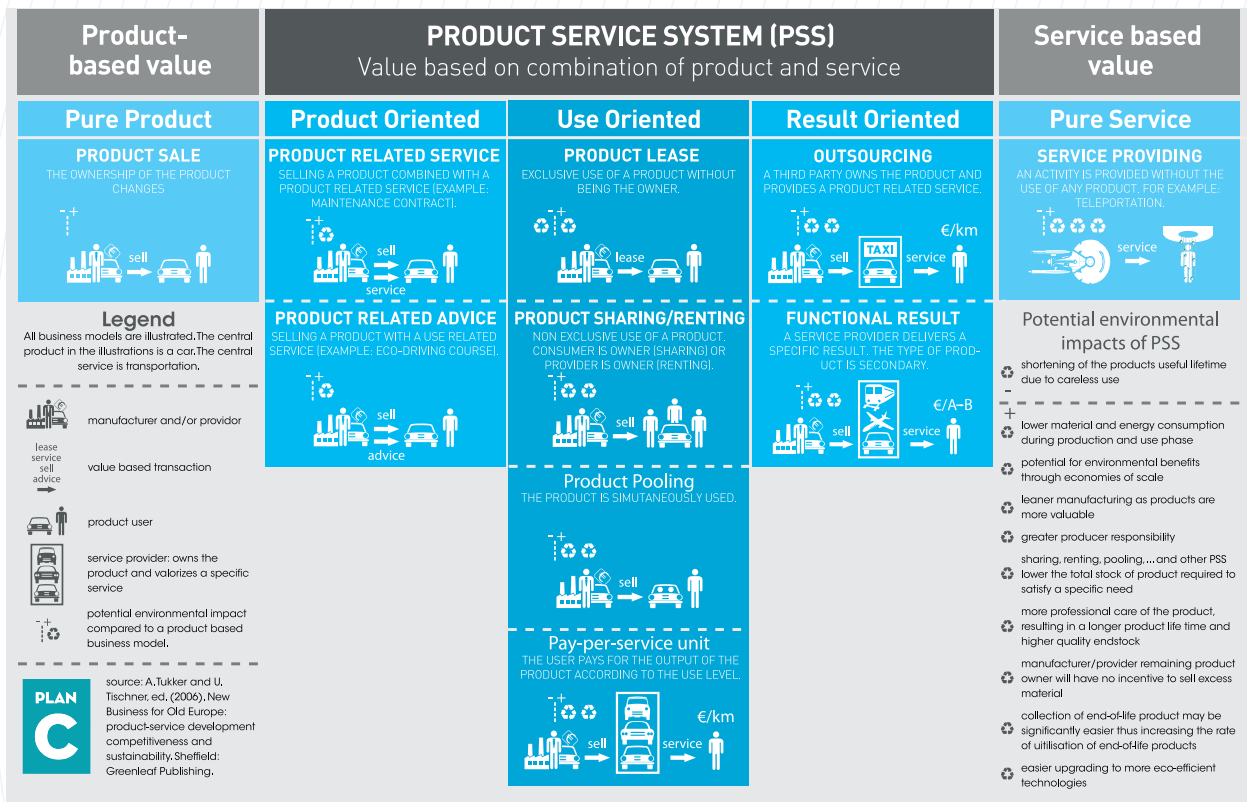 Product-
based value
PRODUCT SERVICE SYSTEM (PSS)
Value based on combination of product and service
Service based
value
Pure Product
Product Oriented
Use Oriented
Result Oriented
Pure Service
PRODUCT SALE
THE OWNERSHIP OF THE PRODUCT
CHANGES
- +
sell
PRODUCT RELATED SERVICE
SELLING A PRODUCT COMBINED WITH A
PRODUCT RELATED SERVICE (EXAMPLE:
MAINTENANCE CONTRACT).
- +
sell
service
PRODUCT LEASE
EXCLUSIVE USE OF A PRODUCT WITHOUT
BEING THE OWNER.
- +
lease
OUTSOURCING
A THIRD PARTY OWNS THE PRODUCT AND
PROVIDES A PRODUCT RELATED SERVICE.
- +
sell
TAXI
service
€/km
SERVICE PROVIDING
AN ACTIVITY IS PROVIDED WITHOUT THE
USE OF ANY PRODUCT, FOR EXAMPLE:
TELEPORTATION.
- +
service
Legend
All business models are illustrated. The central
product in the illustrations is a car. The central
service is transportation.
manufacturer and/or providor
lease
service
sell
advice
value based transaction
product user
service provider: owns the
product and valorizes a specific
service
- +
potential environmental impact
compared to a product based
business model.
PLAN
C
source: A.Tukker and U.
Tischner, ed. (2006), New
Business for Old Europe:
product-service development
competitiveness and
sustainability. Sheffield:
Greenleaf Publishing.
PRODUCT RELATED ADVICE
SELLING A PRODUCT WITH A USE RELATED
SERVICE (EXAMPLE: ECO-DRIVING COURSE).
- +
sell
advice
PRODUCT SHARING/RENTING
NON EXCLUSIVE USE OF A PRODUCT.
CONSUMER IS OWNER (SHARING) OR
PROVIDER IS OWNER (RENTING).
- +
sell
Product Pooling
THE PRODUCT IS SIMUTANEOUSLY USED.
- +
sell
Pay-per-service unit
THE USER PAYS FOR THE OUTPUT OF THE
PRODUCT ACCORDING TO THE USE LEVEL.
- +
sell
service
€/km
FUNCTIONAL RESULT
A SERVICE PROVIDER DELIVERS A
SPECIFIC RESULT. THE TYPE OF PROD-
UCT IS SECONDARY.
- +
sell
service
€/A-B
Potential environmental
impacts of PSS
shortening of the products useful lifetime
due to careless use
-
+
lower material and energy consumption
during production and use phase
potential for environmental benefits
through economies of scale
leaner manufacturing as products are
more valuable
greater producer responsibility
sharing, renting, pooling,... and other PSS
lower the total stock of product required to
satisfy a specific need
more professional care of the product,
resulting in a longer product life time and
higher quality endstock
manufacturer/provider remaining product
owner will have no incentive to sell excess
material
collection of end-of-life product may be
significantly easier thus increasing the rate
of uitilisation of end-of-life products
easier upgrading to more eco-efficient
technologies